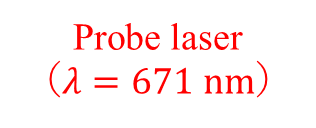 Probe laser
（λ = 671 nm）